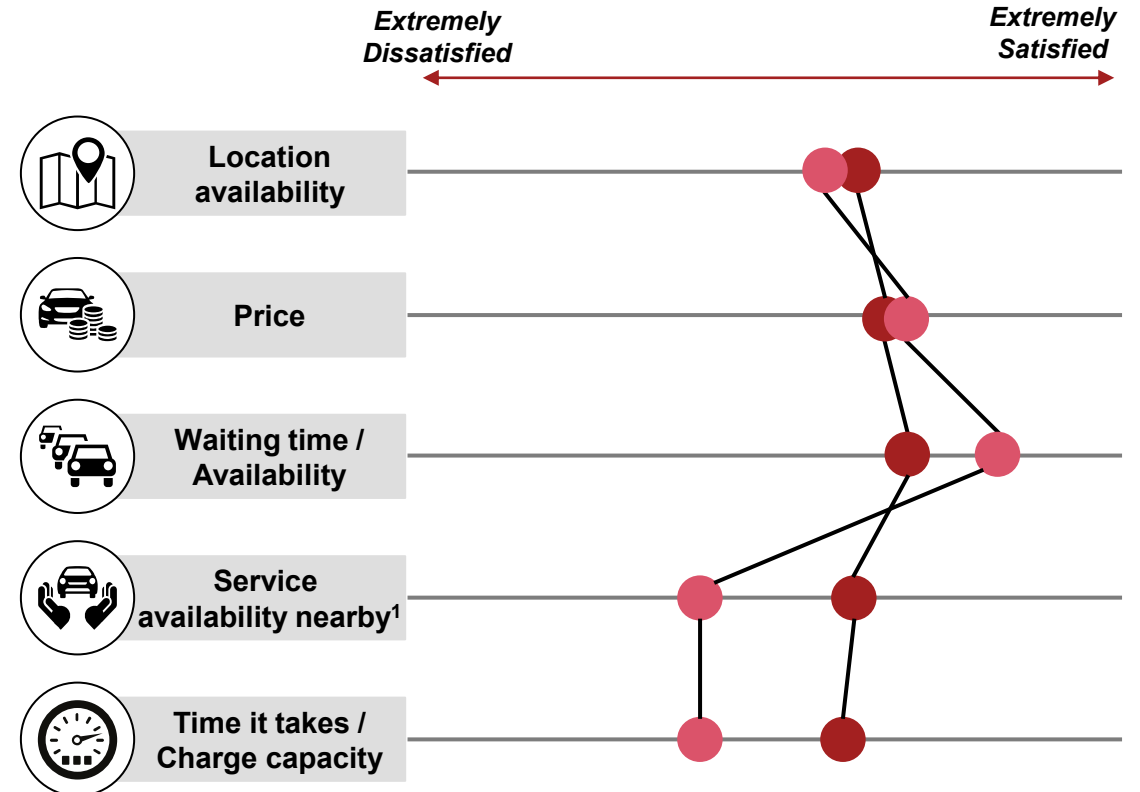 Extremely
Dissatisfied
Extremely
Satisfied
Location
availability
Price
Waiting time /
Availability
Service
availability nearby¹
Time it takes /
Charge capacity